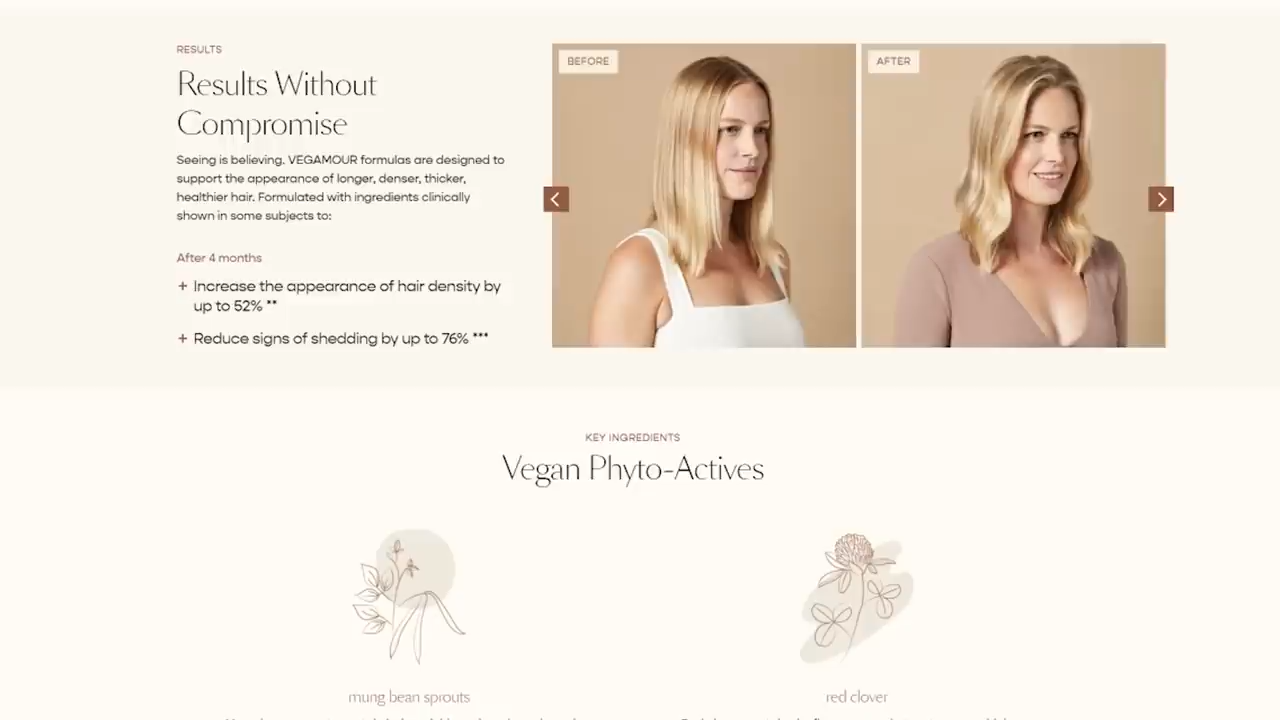 RESULTS
Results Without
Compromise
Seeing is believing. VEGAMOUR formulas are designed to
support the appearance of longer, denser, thicker,
healthier hair. Formulated with ingredients clinically
shown in some subjects to:
After 4 months
+ Increase the appearance of hair density by
up to 52% **
+ Reduce signs of shedding by up to 76% ***
BEFORE
AFTER
KEY INGREDIENTS
Vegan Phyto-Actives
mung bean sprouts
red clover